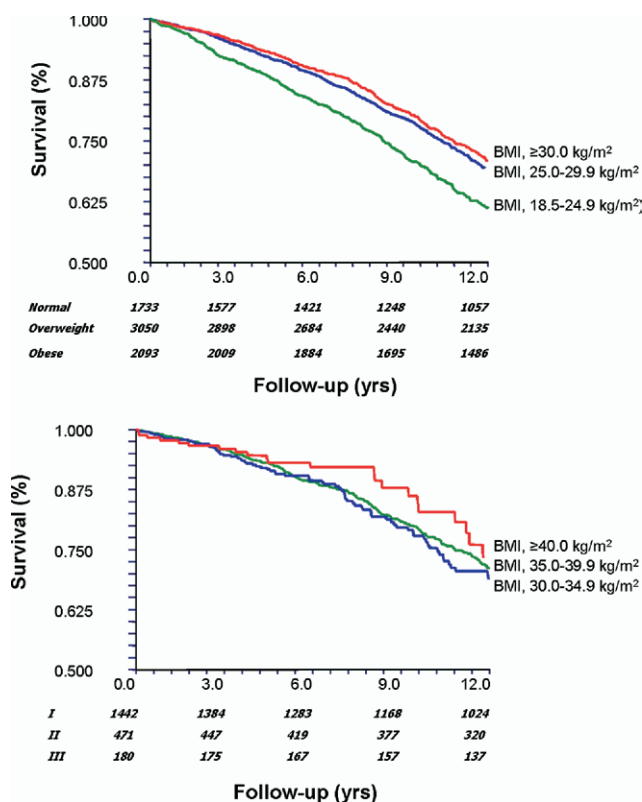 Survival (%)
1.000
0.875
0.750
0.625
0.500
BMI, ≥30.0 kg/m²
BMI, 25.0-29.9 kg/m²
BMI, 18.5-24.9 kg/m²)
0.0 3.0 6.0 9.0 12.0
Normal 1733 1577 1421 1248 1057
Overweight 3050 2898 2684 2440 2135
Obese 2093 2009 1884 1695 1486
Follow-up (yrs)
Survival (%)
1.000
0.875
0.750
0.625
0.500
BMI, ≥40.0 kg/m²
BMI, 35.0-39.9 kg/m²
BMI, 30.0-34.9 kg/m²
0.0 3.0 6.0 9.0 12.0
I 1442 1384 1283 1168 1024
II 471 447 419 377 320
III 180 175 167 157 137
Follow-up (yrs)